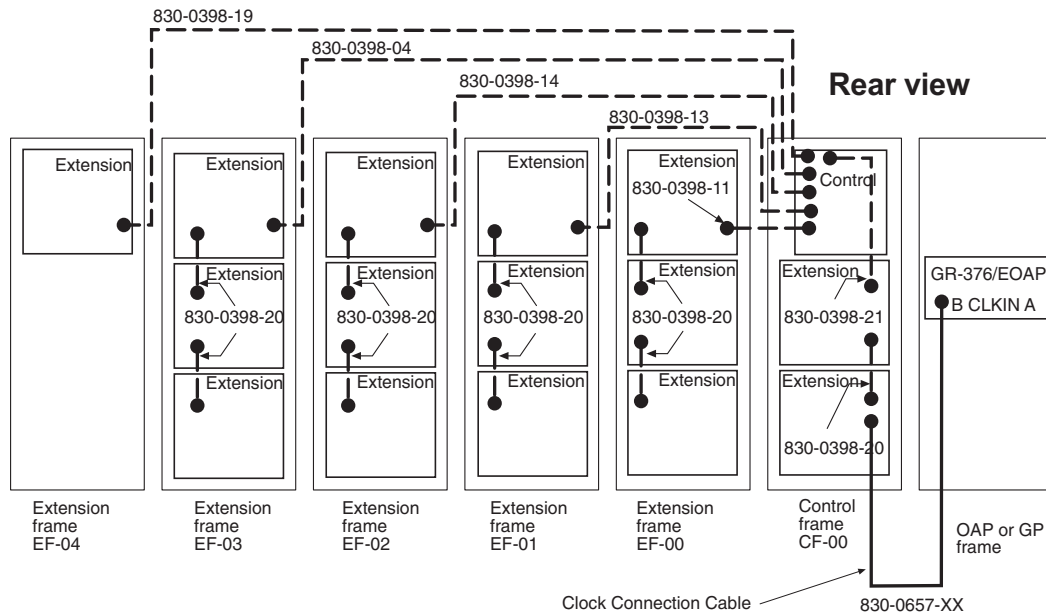 830-0398-19
830-0398-04
830-0398-14
Rear view
830-0398-13
Extension
Extension
Extension
Extension
Extension
830-0398-11
Control
Extension
Extension
Extension
Extension
Extension
GR-376/EOAP
830-0398-20
830-0398-20
830-0398-20
830-0398-20
830-0398-21
B CLKIN A
Extension
Extension
Extension
Extension
Extension
830-0398-20
Extension
frame
EF-04
Extension
frame
EF-03
Extension
frame
EF-02
Extension
frame
EF-01
Extension
frame
EF-00
Control
frame
CF-00
OAP or GP
frame
Clock Connection Cable
830-0657-XX